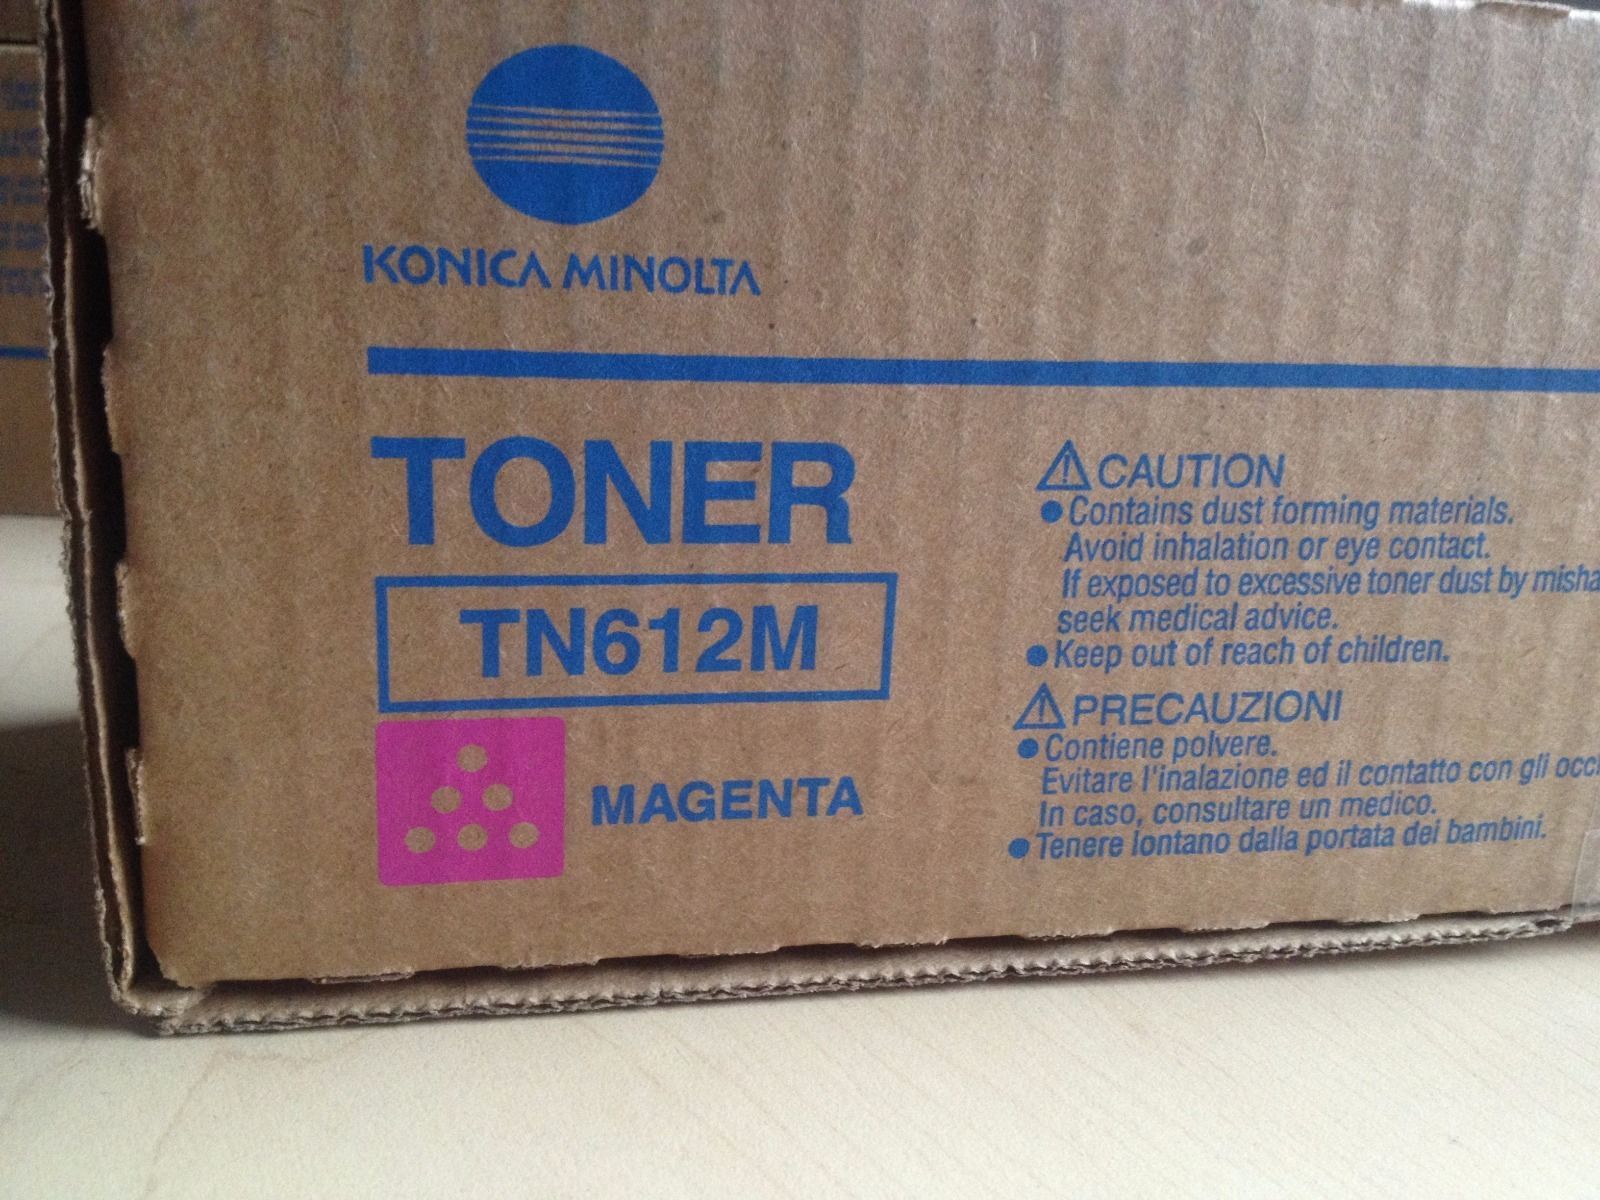 KONICA MINOLTA
TONER
TN612M
MAGENTA
CAUTION
●Contains dust forming materials.
Avoid inhalation or eye contact.
If exposed to excessive toner dust by
seek medical advice.
●Keep out of reach of children.
PRECAUZIONI
●Contiene polvere.
Evitare l'inalazione ed il contatto con gli
In caso, consultare un medico.
●Tenere lontano dalla portata dei bambini.